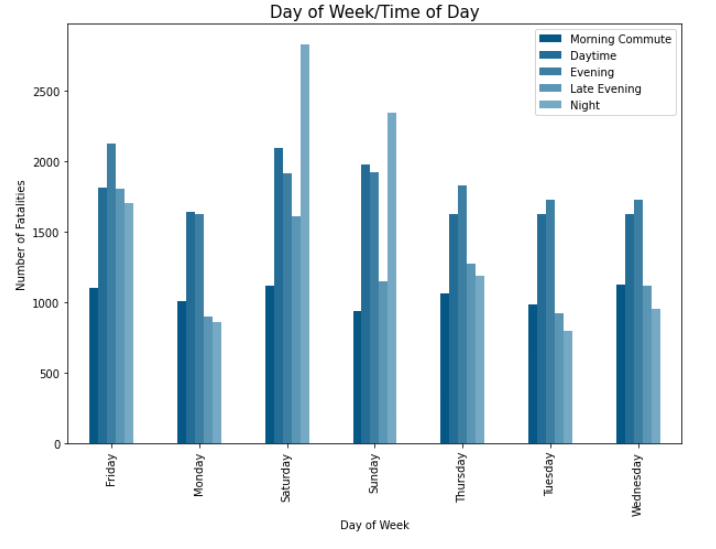 Day of Week/Time of Day
Morning Commute
Daytime
Evening
Late Evening
Night
Number of Fatalities
2500
2000
1500
1000
500
0
Friday
Monday
Saturday
Sunday
Thursday
Tuesday
Wednesday
Day of Week